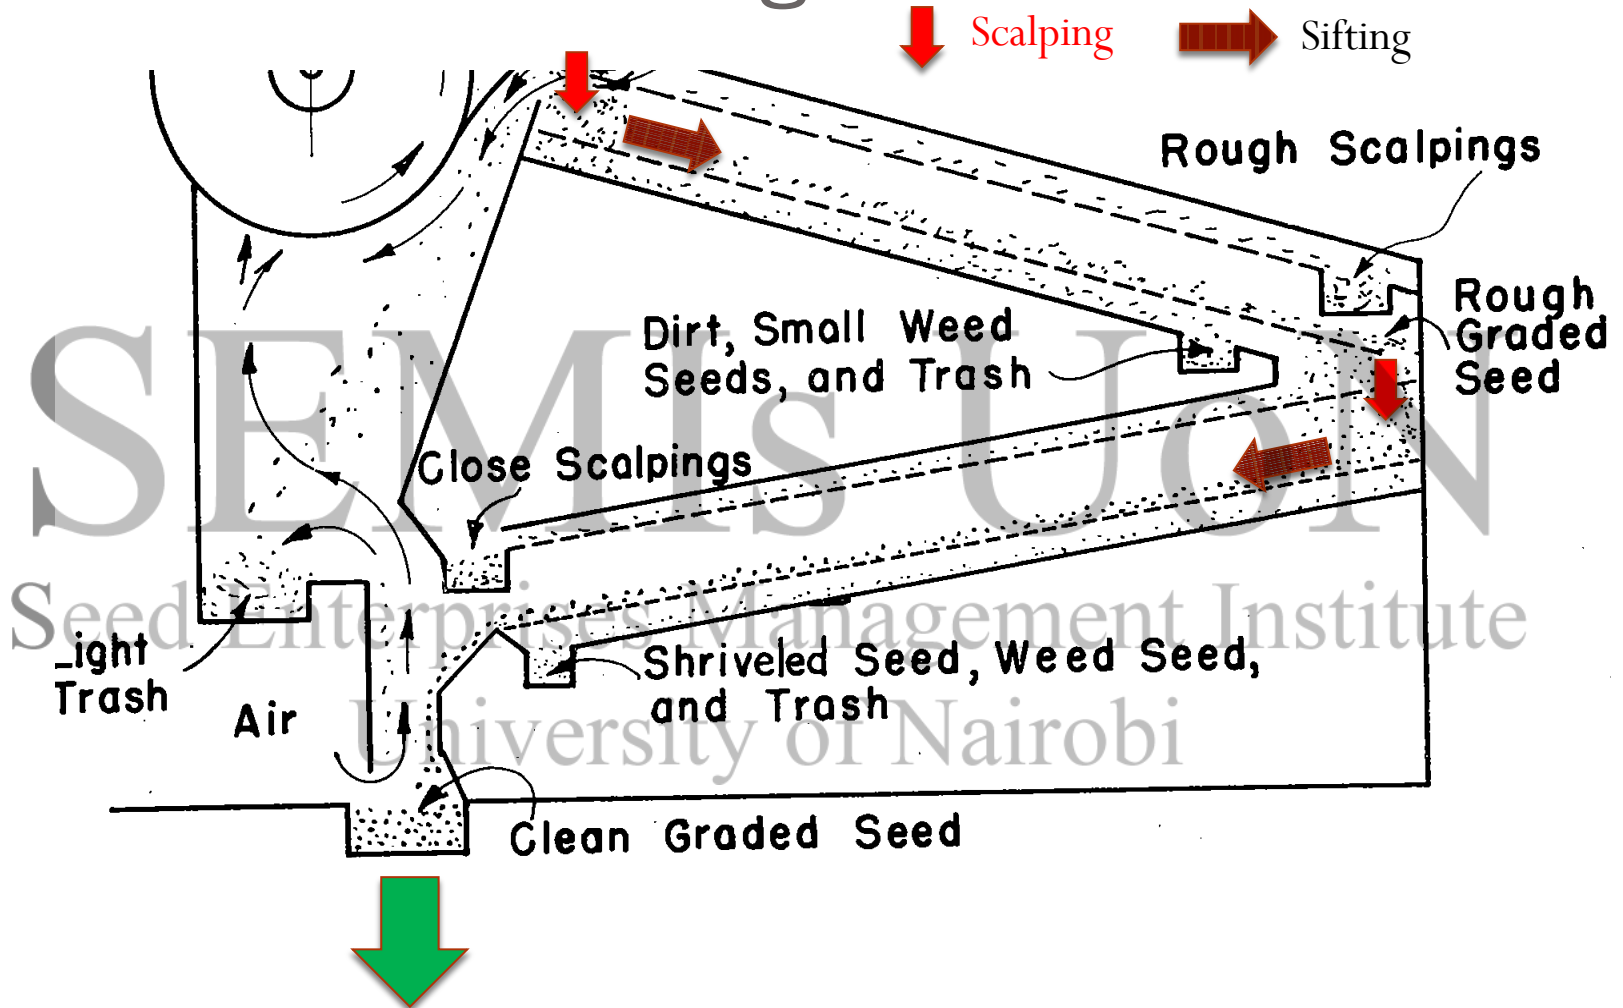 Scalping
Sifting
Rough Scalpings
Rough
Graded
Seed
Dirt, Small Weed
Seeds, and Trash
Close Scalpings
SEMIs UoN
Seed Enterprises Management Institute
University of Nairobi
Light
Trash
Air
Shriveled Seed, Weed Seed,
and Trash
Clean Graded Seed